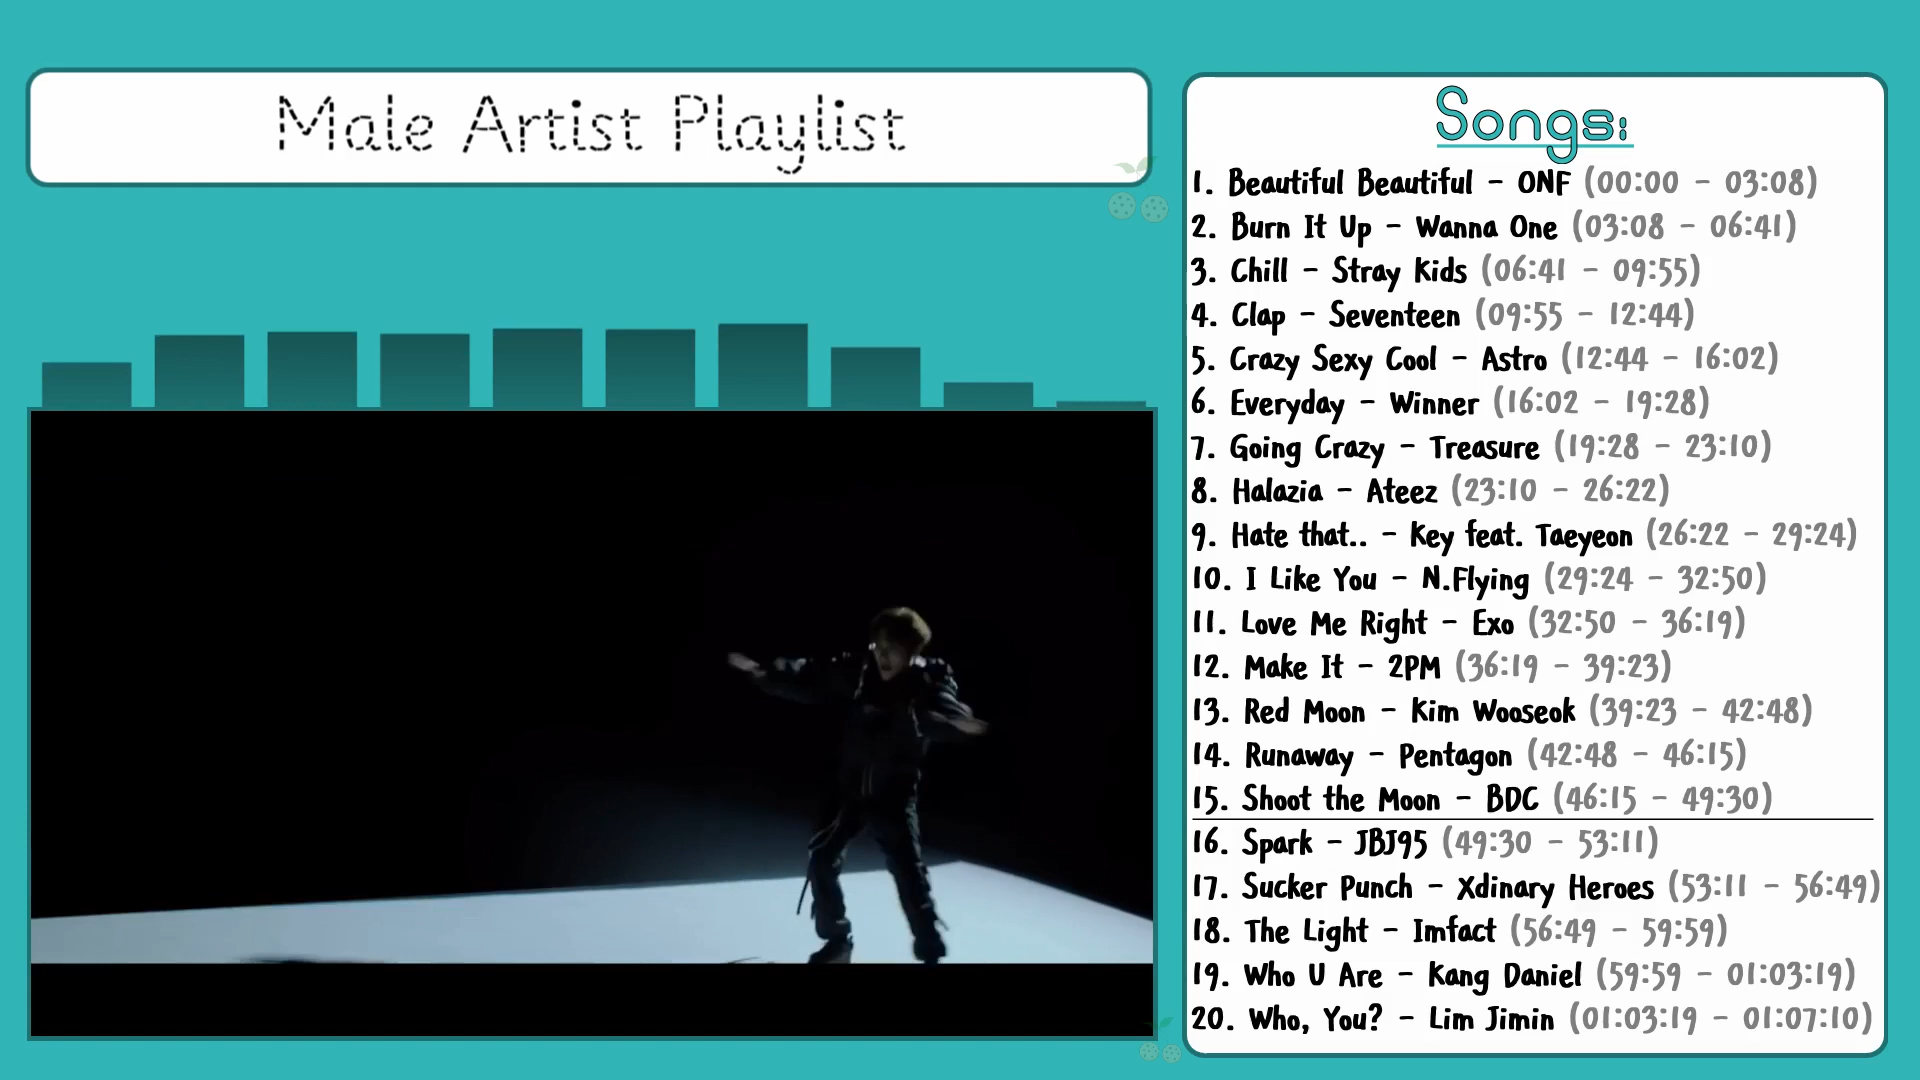 Male Artist Playlist
Songs:
1. Beautiful Beautiful - ONF (00:00 - 03:08)
2. Burn It Up - Wanna One (03:08 - 06:41)
3. Chill - Stray Kids (06:41 - 09:55)
4. Clap - Seventeen (09:55 - 12:44)
5. Crazy Sexy Cool - Astro (12:44 - 16:02)
6. Everyday - Winner (16:02 - 19:28)
7. Going Crazy - Treasure (19:28 - 23:10)
8. Halazia - Ateez (23:10 - 26:22)
9. Hate that.. - Key feat. Taeyeon (26:22 - 29:24)
10. I Like You - N.Flying (29:24 - 32:50)
11. Love Me Right - Exo (32:50 - 36:19)
12. Make It - 2PM (36:19 - 39:23)
13. Red Moon - Kim Wooseok (39:23 - 42:48)
14. Runaway - Pentagon (42:48 - 46:15)
15. Shoot the Moon - BDC (46:15 - 49:30)
16. Spark - JBJ95 (49:30 - 53:11)
17. Sucker Punch - Xdinary Heroes (53:11 - 56:49)
18. The Light - Imfact (56:49 - 59:59)
19. Who U Are - Kang Daniel (59:59 - 01:03:19)
20. Who, You? - Lim Jimin (01:03:19 - 01:07:10)